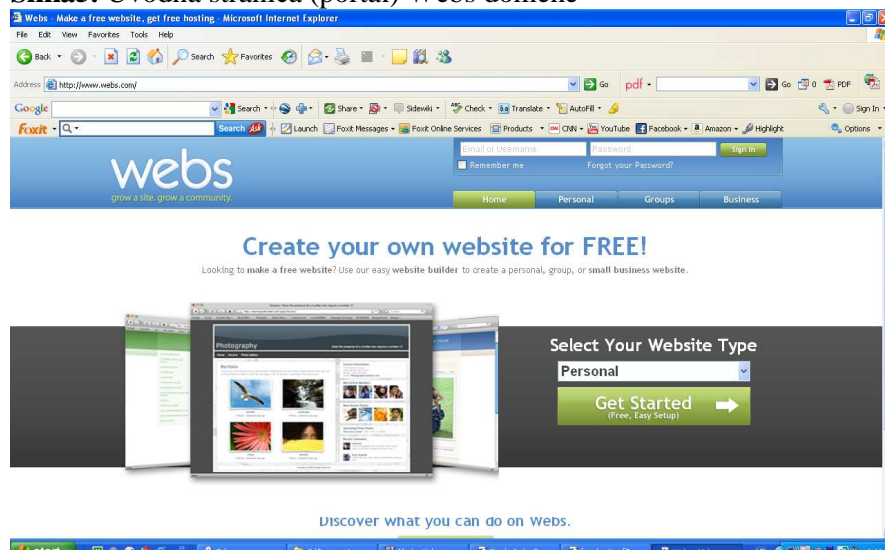 Slika3. Uvodna stranica (portal) Webs domene
Webs - Make a free website, get free hosting - Microsoft Internet Explorer
File Edit View Favorites Tools Help
Back Search Favorites
Address http://www.webs.com/ Go pdf Go 0 PDF
Google Search Share Sidewiki Check Translate AutoFill Sign In
Foxit Q Search Launch Foxit Messages Foxit Online Services Products CNN YouTube Facebook Amazon Highlight Options
Email or Username Password Sign In
Remember me Forgot your Password?
webs
grow a site. grow a community.
Home Personal Groups Business
Create your own website for FREE!
Looking to make a free website? Use our easy website builder to create a personal, group, or small business website.
Photography
Select Your Website Type
Personal
Get Started
(Free, Easy Setup)
Discover what you can do on Webs.